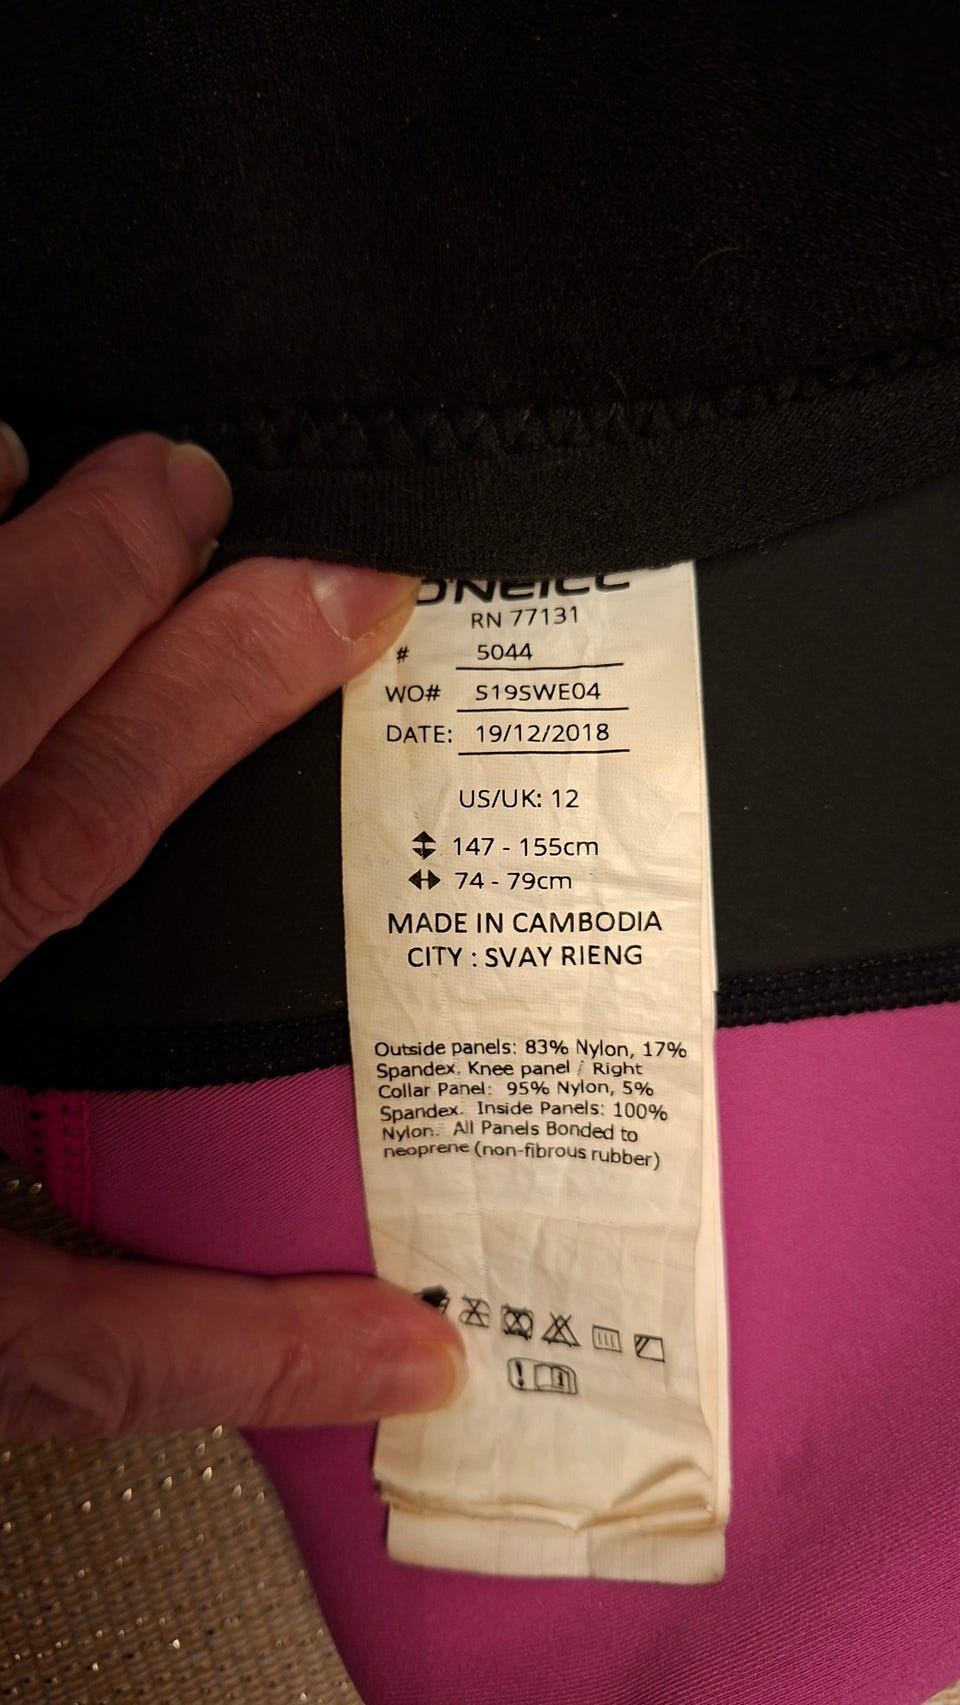 O'NEILL
RN 77131
# 5044
WO# S19SWE04
DATE: 19/12/2018
US/UK: 12
147 - 155cm
74 - 79cm
MADE IN CAMBODIA
CITY : SVAY RIENG
Outside panels: 83% Nylon, 17%
Spandex. Knee panel / Right
Collar Panel: 95% Nylon, 5%
Spandex. Inside Panels: 100%
Nylon. All Panels Bonded to
neoprene (non-fibrous rubber)